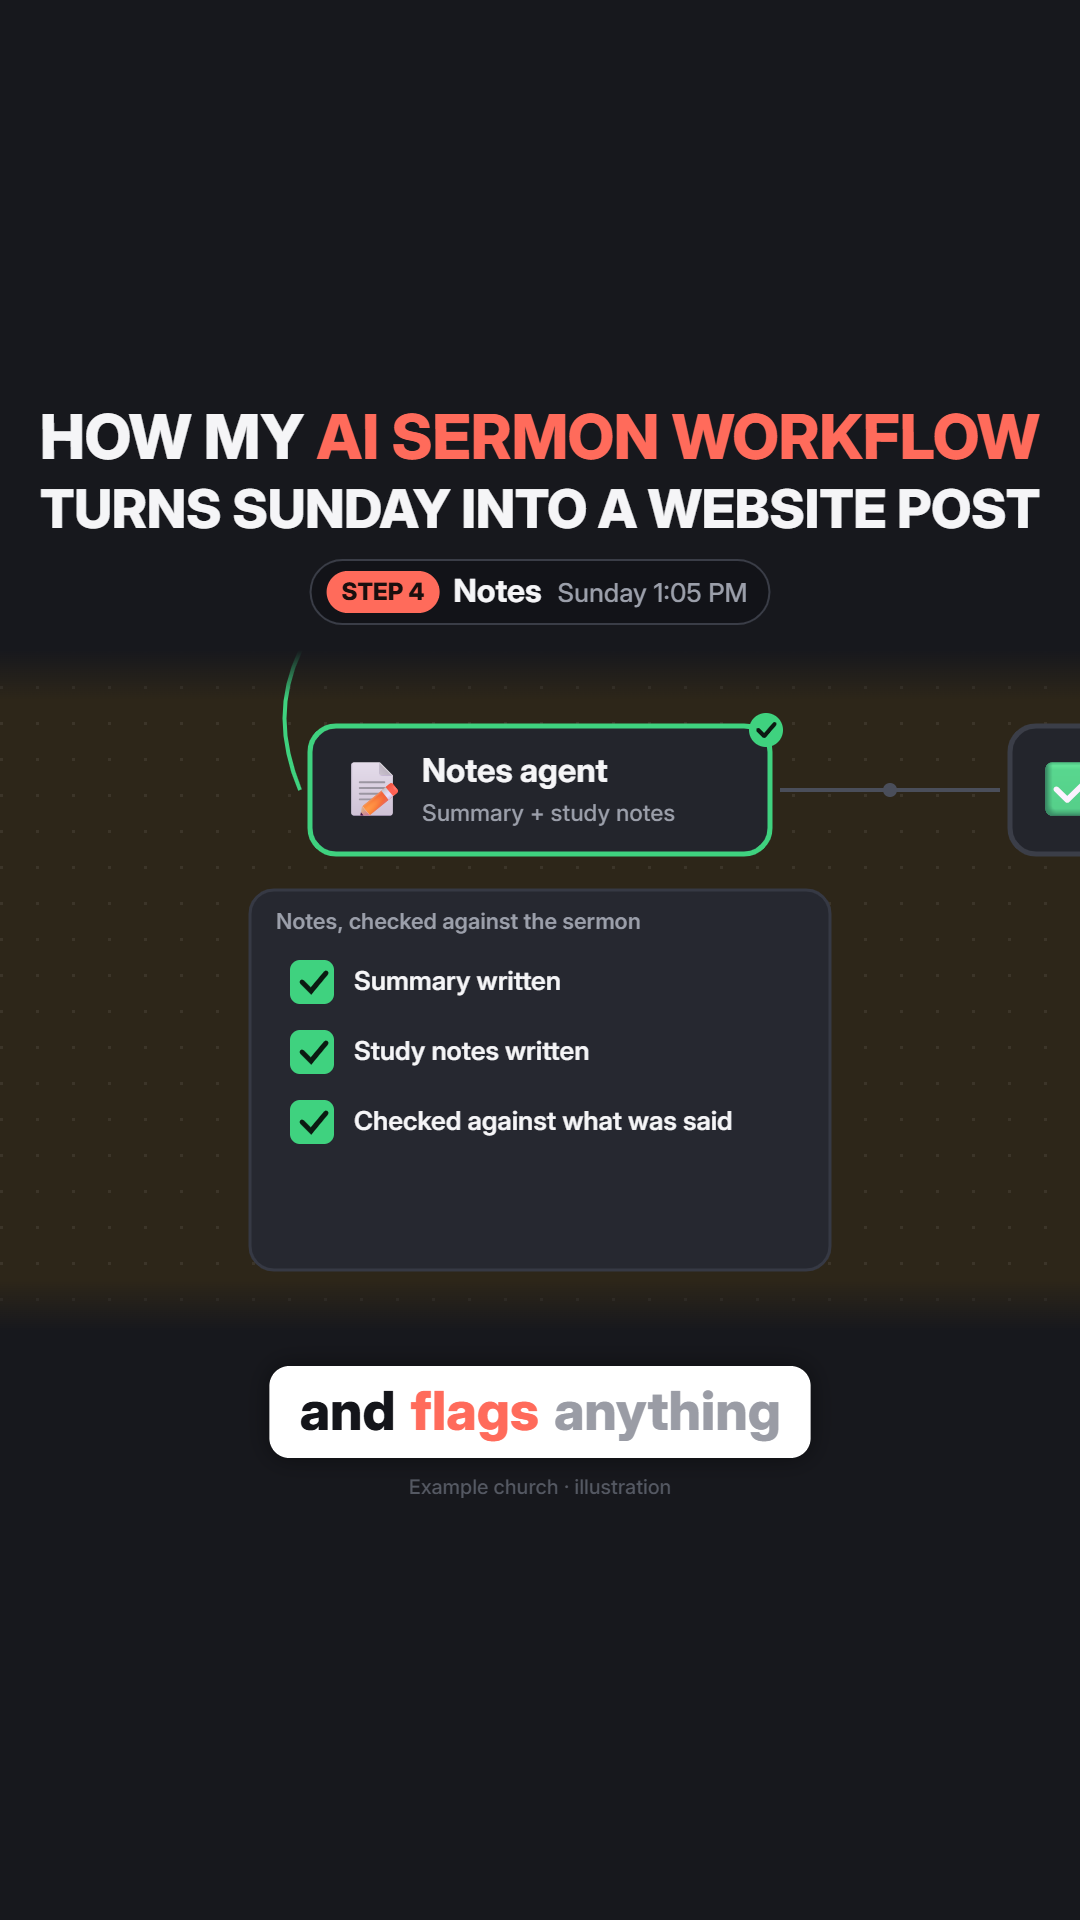 HOW MY AI SERMON WORKFLOW
TURNS SUNDAY INTO A WEBSITE POST
STEP 4 Notes Sunday 1:05 PM
Notes agent
Summary + study notes
Notes, checked against the sermon
Summary written
Study notes written
Checked against what was said
and flags anything
Example church · illustration